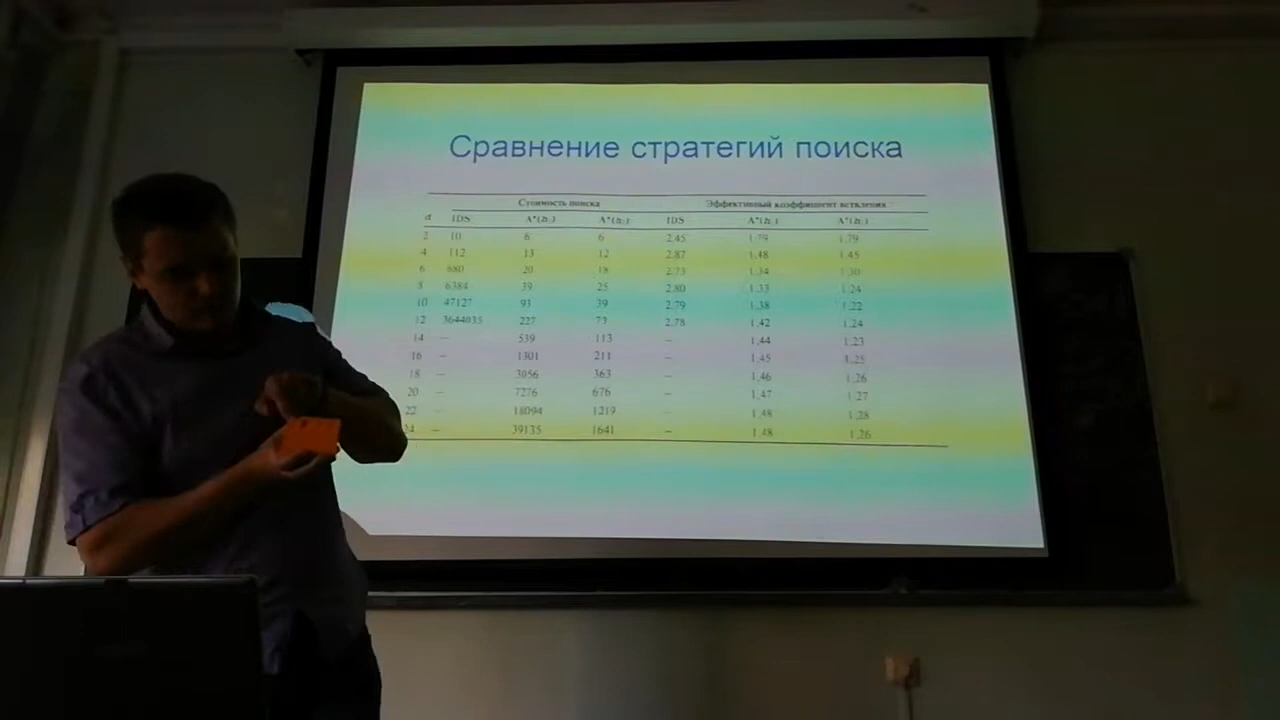 Сравнение стратегий поиска
Стоимость поиска Эффективный коэффициент ветвления
d IDS A*(h₁) A*(h₂) IDS A*(h₁) A*(h₂)
2 10 6 6 2,45 1,79 1,79
4 112 13 12 2,87 1,48 1,45
6 680 20 18 2,73 1,34 1,30
8 6384 39 25 2,80 1,33 1,24
10 47127 93 39 2,79 1,38 1,22
12 3644035 227 73 2,78 1,42 1,24
14 – 539 113 – 1,44 1,23
16 – 1301 211 – 1,45 1,25
18 – 3056 363 – 1,46 1,26
20 – 7276 676 – 1,47 1,27
22 – 18094 1219 – 1,48 1,28
24 – 39135 1641 – 1,48 1,26